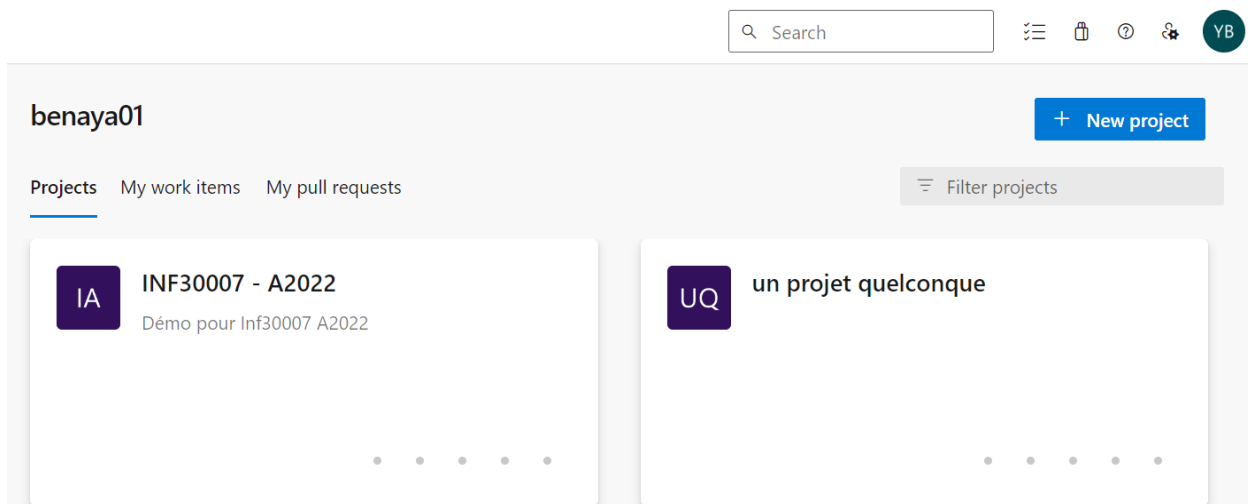 Search
YB
benaya01
+ New project
Projects My work items My pull requests
Filter projects
IA
INF30007 - A2022
Démo pour Inf30007 A2022
UQ
un projet quelconque